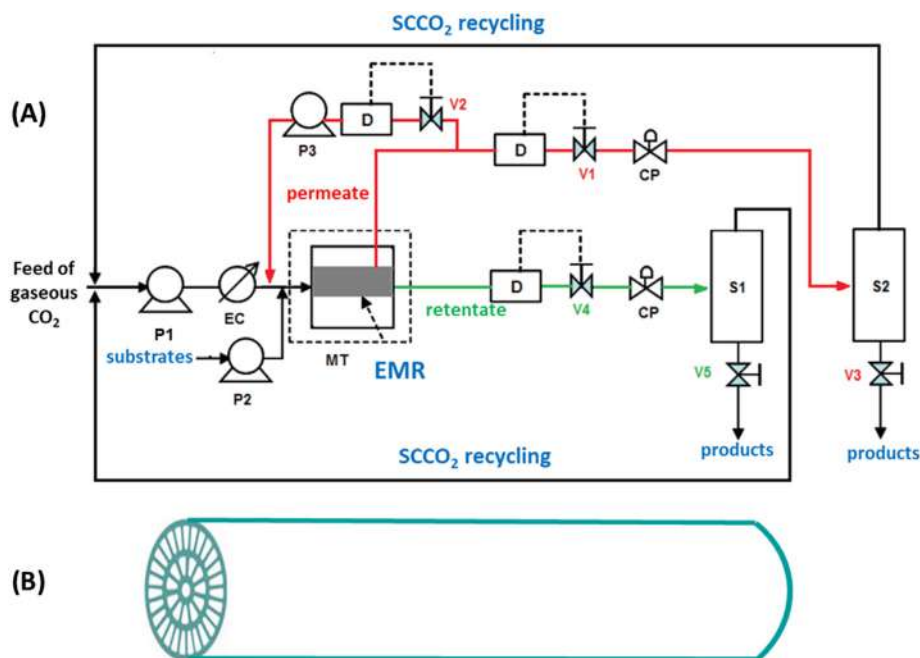 SCCO₂ recycling
(A)
V2
D
P3
D
V1
CP
permeate
Feed of
gaseous
CO₂
P1
EC
substrates
P2
MT
EMR
retentate
D
V4
CP
S1
S2
V5
V3
products
products
SCCO₂ recycling
(B)